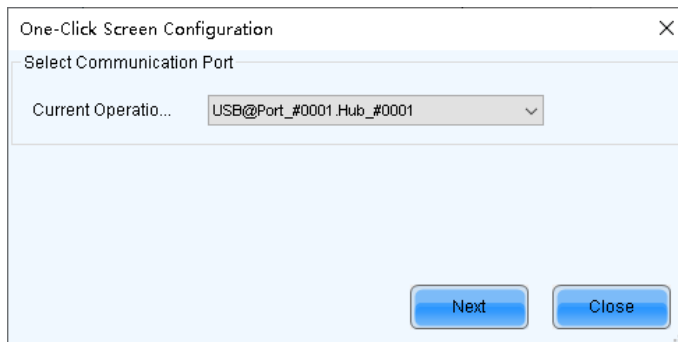 One-Click Screen Configuration
Select Communication Port
Current Operatio... USB@Port_#0001.Hub_#0001
Next Close